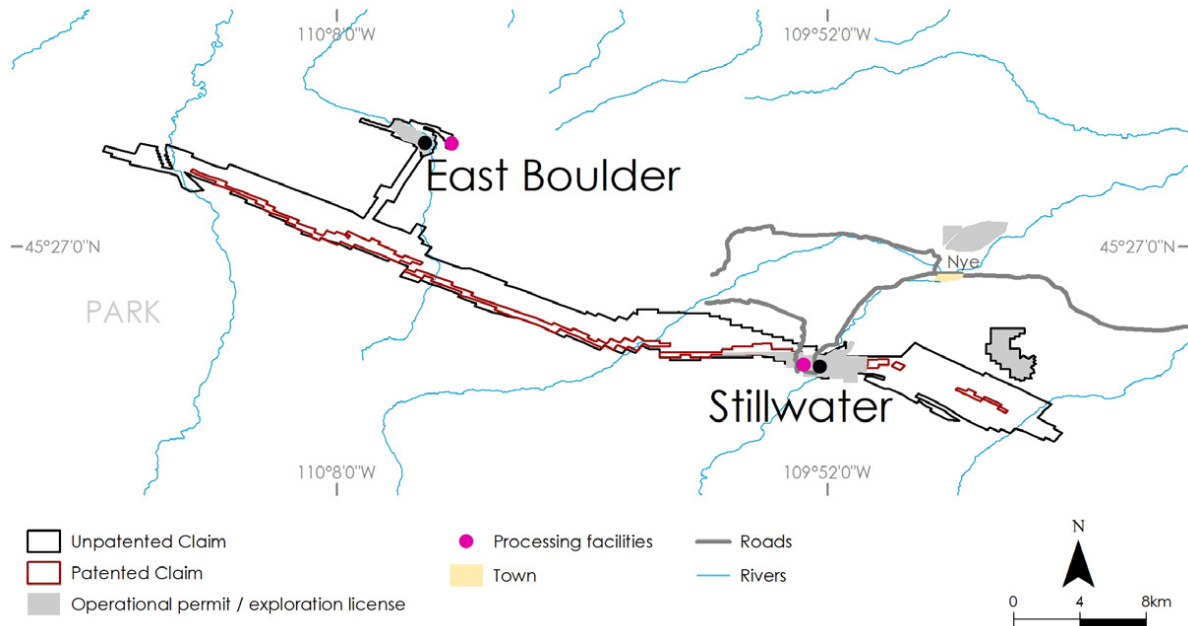 110°8'0"W
109°52'0"W
East Boulder
45°27'0"N
45°27'0"N
Nye
PARK
Stillwater
110°8'0"W
109°52'0"W
Unpatented Claim
Patented Claim
Operational permit / exploration license
Processing facilities
Town
Roads
Rivers
N
0 4 8km